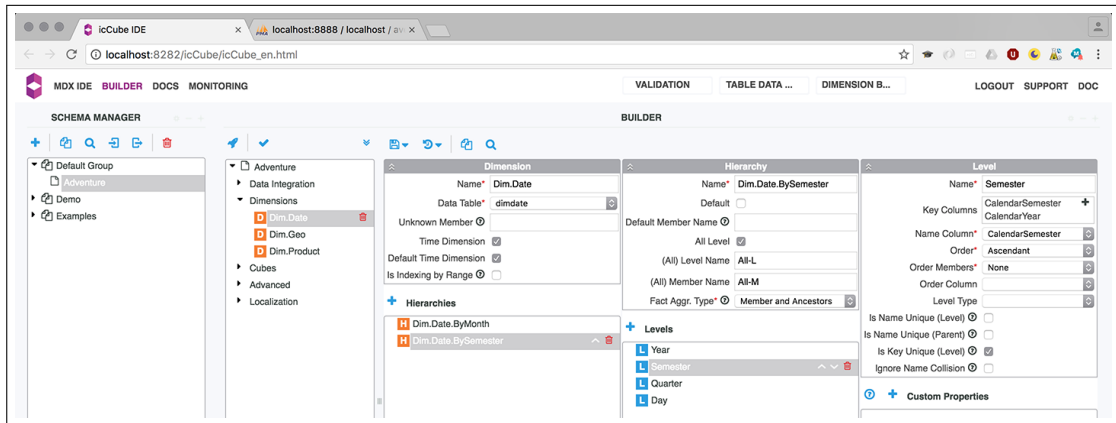 icCube IDE
localhost:8888 / localhost / av
localhost:8282/icCube/icCube_en.html
MDX IDE BUILDER DOCS MONITORING
VALIDATION TABLE DATA ... DIMENSION B...
LOGOUT SUPPORT DOC
SCHEMA MANAGER
BUILDER
Default Group
Adventure
Demo
Examples
Adventure
Data Integration
Dimensions
D Dim.Date
D Dim.Geo
D Dim.Product
Cubes
Advanced
Localization
Dimension
Name* Dim.Date
Data Table* dimdate
Unknown Member
Time Dimension
Default Time Dimension
Is Indexing by Range
Hierarchies
H Dim.Date.ByMonth
H Dim.Date.BySemester
Hierarchy
Name* Dim.Date.BySemester
Default
Default Member Name
All Level
(All) Level Name All-L
(All) Member Name All-M
Fact Aggr. Type* Member and Ancestors
Levels
L Year
L Semester
L Quarter
L Day
Level
Name* Semester
Key Columns CalendarSemester
CalendarYear
Name Column* CalendarSemester
Order* Ascendant
Order Members* None
Order Column
Level Type
Is Name Unique (Level)
Is Name Unique (Parent)
Is Key Unique (Level)
Ignore Name Collision
Custom Properties